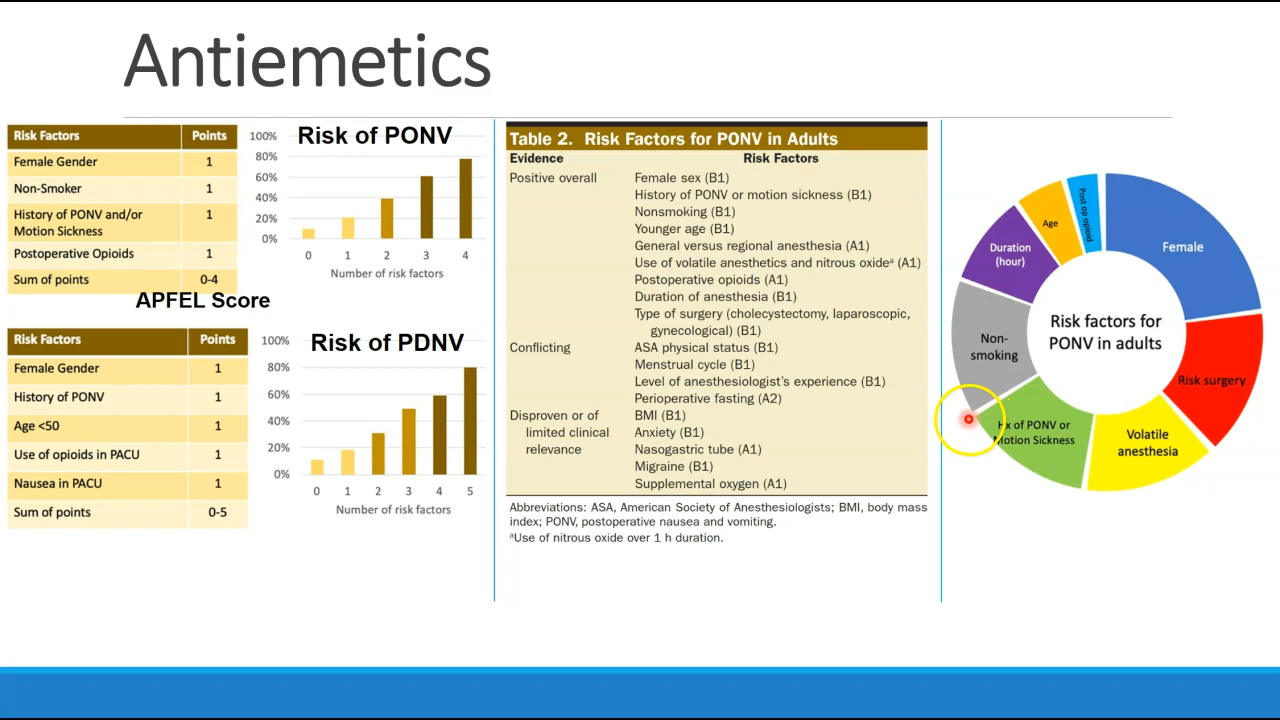 Antiemetics
Risk Factors Points
Female Gender 1
Non-Smoker 1
History of PONV and/or 1
Motion Sickness
Postoperative Opioids 1
Sum of points 0-4
APFEL Score
Risk of PONV
100%
80%
60%
40%
20%
0%
0 1 2 3 4
Number of risk factors
Risk Factors Points
Female Gender 1
History of PONV 1
Age <50 1
Use of opioids in PACU 1
Nausea in PACU 1
Sum of points 0-5
Risk of PDNV
100%
80%
60%
40%
20%
0%
0 1 2 3 4 5
Number of risk factors
Table 2. Risk Factors for PONV in Adults
Evidence Risk Factors
Positive overall Female sex (B1)
History of PONV or motion sickness (B1)
Nonsmoking (B1)
Younger age (B1)
General versus regional anesthesia (A1)
Use of volatile anesthetics and nitrous oxideᵃ (A1)
Postoperative opioids (A1)
Duration of anesthesia (B1)
Type of surgery (cholecystectomy, laparoscopic,
gynecological) (B1)
Conflicting ASA physical status (B1)
Menstrual cycle (B1)
Level of anesthesiologist's experience (B1)
Perioperative fasting (A2)
Disproven or of BMI (B1)
limited clinical Anxiety (B1)
relevance Nasogastric tube (A1)
Migraine (B1)
Supplemental oxygen (A1)
Abbreviations: ASA, American Society of Anesthesiologists; BMI, body mass
index; PONV, postoperative nausea and vomiting.
ᵃUse of nitrous oxide over 1 h duration.
Risk factors for
PONV in adults
Female
Risk surgery
Volatile
anesthesia
Hx of PONV or
Motion Sickness
Non-
smoking
Duration
(hour)
Age
Post op opioid